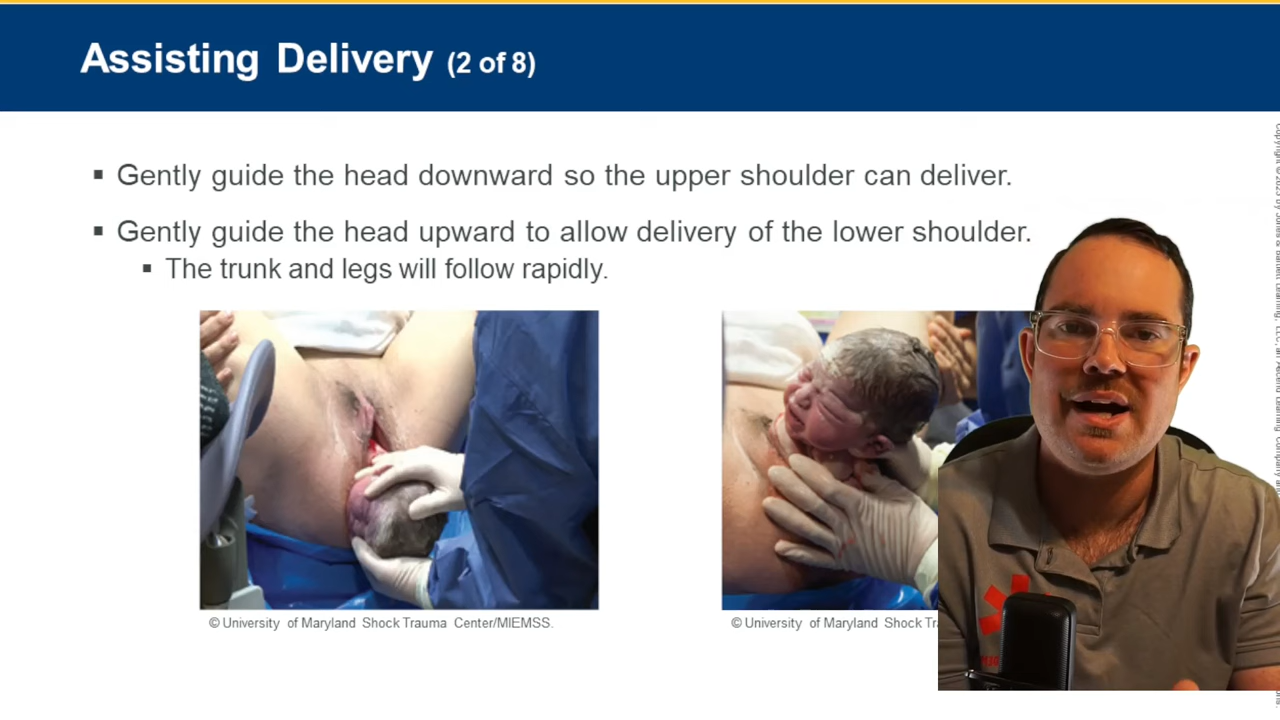 Assisting Delivery (2 of 8)
▪ Gently guide the head downward so the upper shoulder can deliver.
▪ Gently guide the head upward to allow delivery of the lower shoulder.
▪ The trunk and legs will follow rapidly.
© University of Maryland Shock Trauma Center/MIEMSS.
© University of Maryland Shock